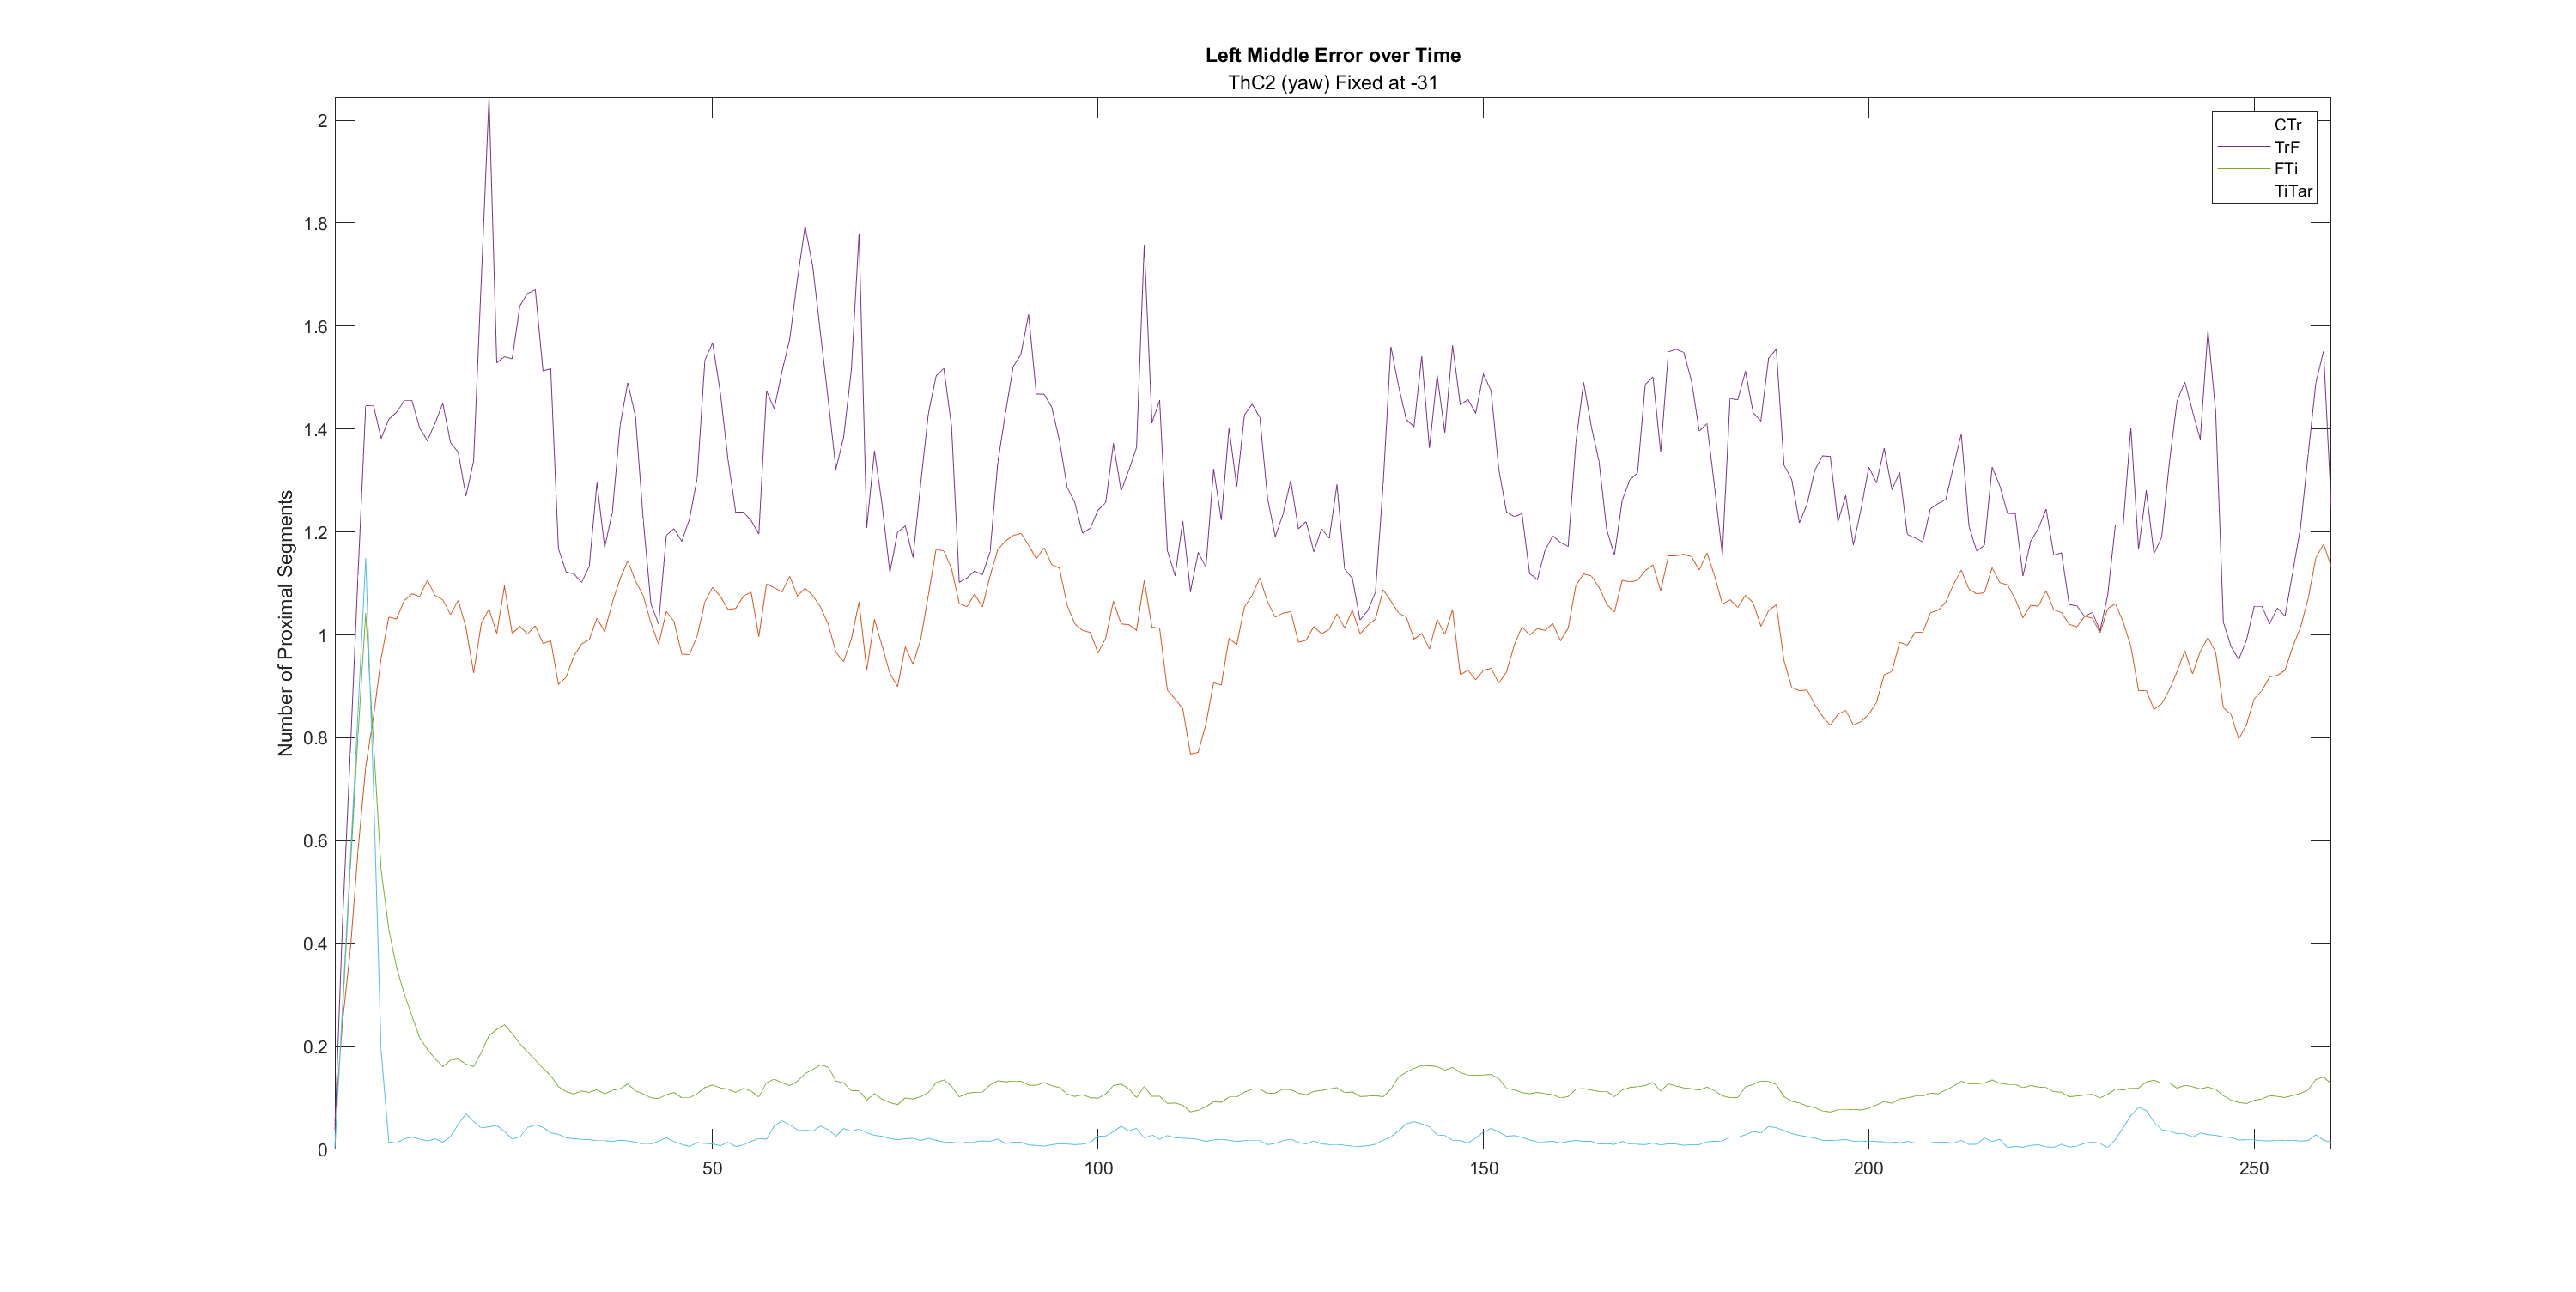 Left Middle Error over Time
ThC2 (yaw) Fixed at -31
Number of Proximal Segments
2
1.8
1.6
1.4
1.2
1
0.8
0.6
0.4
0.2
0
50
100
150
200
250
CTr
TrF
FTi
TiTar